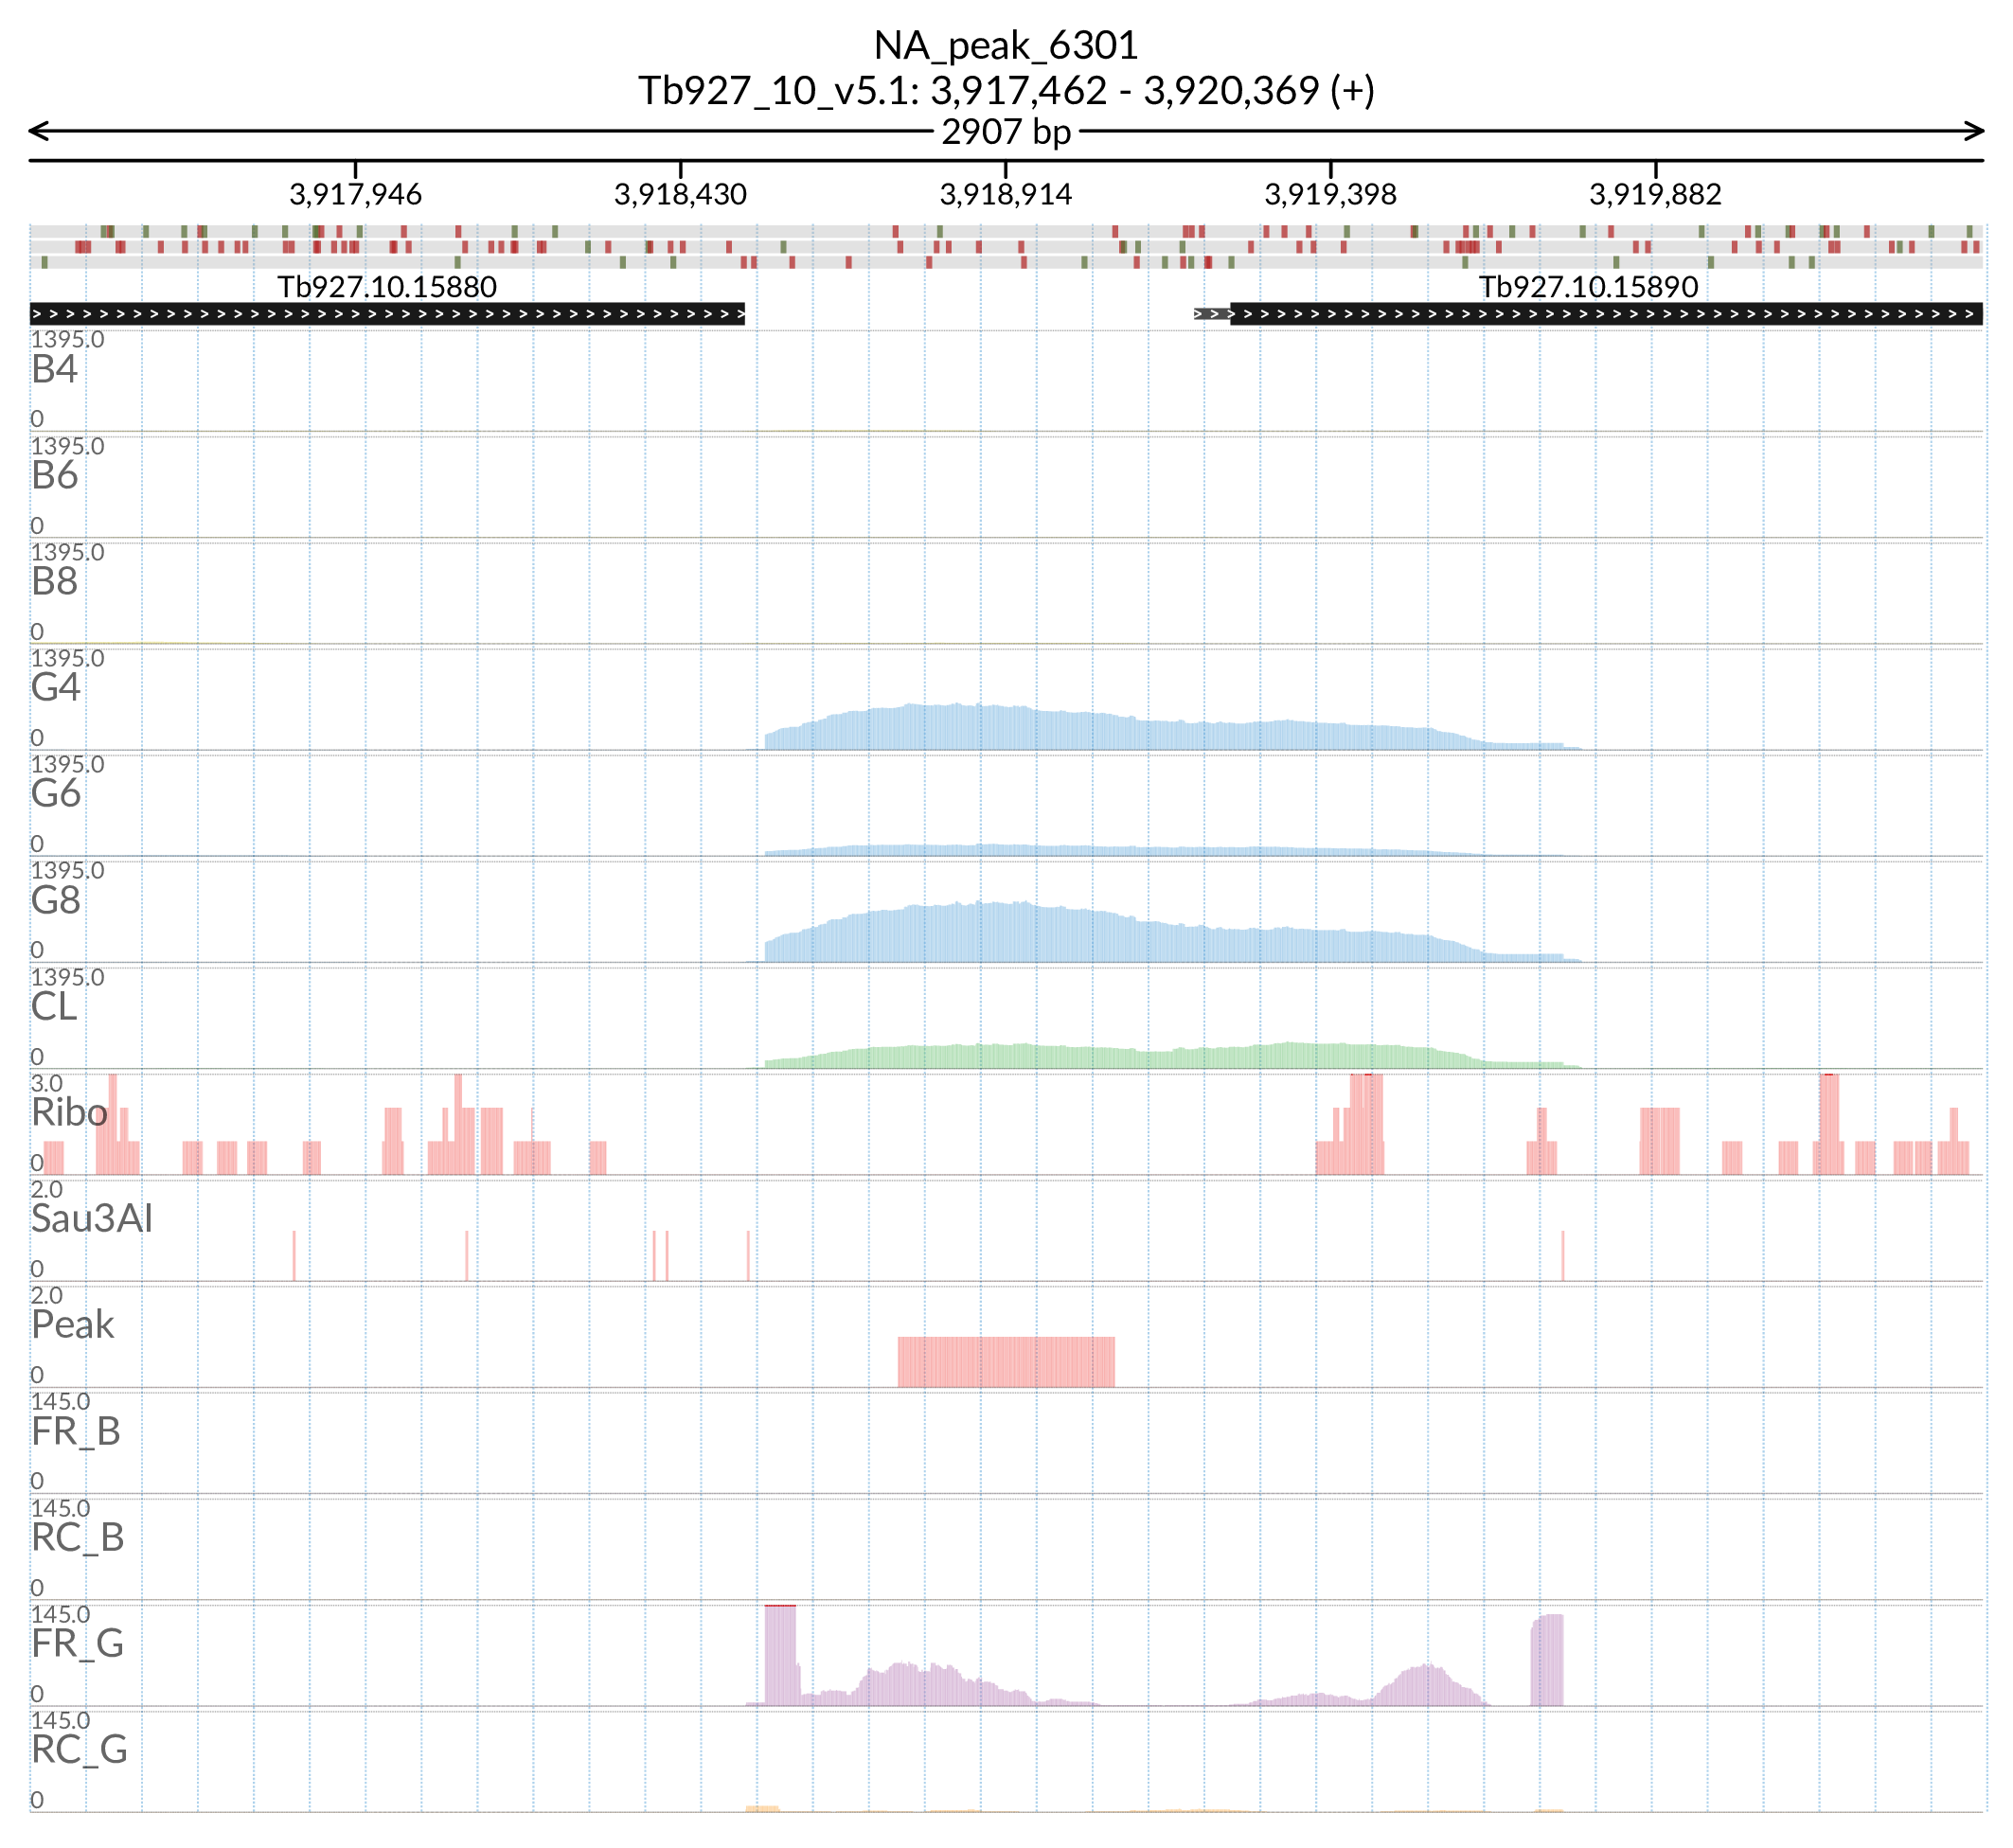 NA_peak_6301
Tb927_10_v5.1: 3,917,462 - 3,920,369 (+)
2907 bp
3,917,946 3,918,430 3,918,914 3,919,398 3,919,882
Tb927.10.15880 Tb927.10.15890
1395.0
B4
0
1395.0
B6
0
1395.0
B8
0
1395.0
G4
0
1395.0
G6
0
1395.0
G8
0
1395.0
CL
0
3.0
Ribo
0
2.0
Sau3AI
0
2.0
Peak
0
145.0
FR_B
0
145.0
RC_B
0
145.0
FR_G
0
145.0
RC_G
0